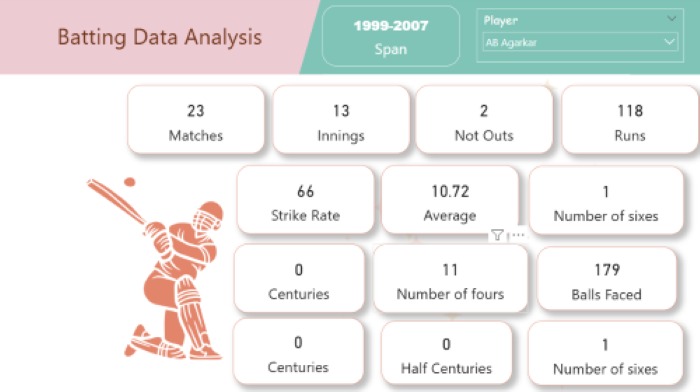 Batting Data Analysis
1999-2007
Span
Player
AB Agarkar
23
Matches
13
Innings
2
Not Outs
118
Runs
66
Strike Rate
10.72
Average
1
Number of sixes
0
Centuries
11
Number of fours
179
Balls Faced
0
Centuries
0
Half Centuries
1
Number of sixes